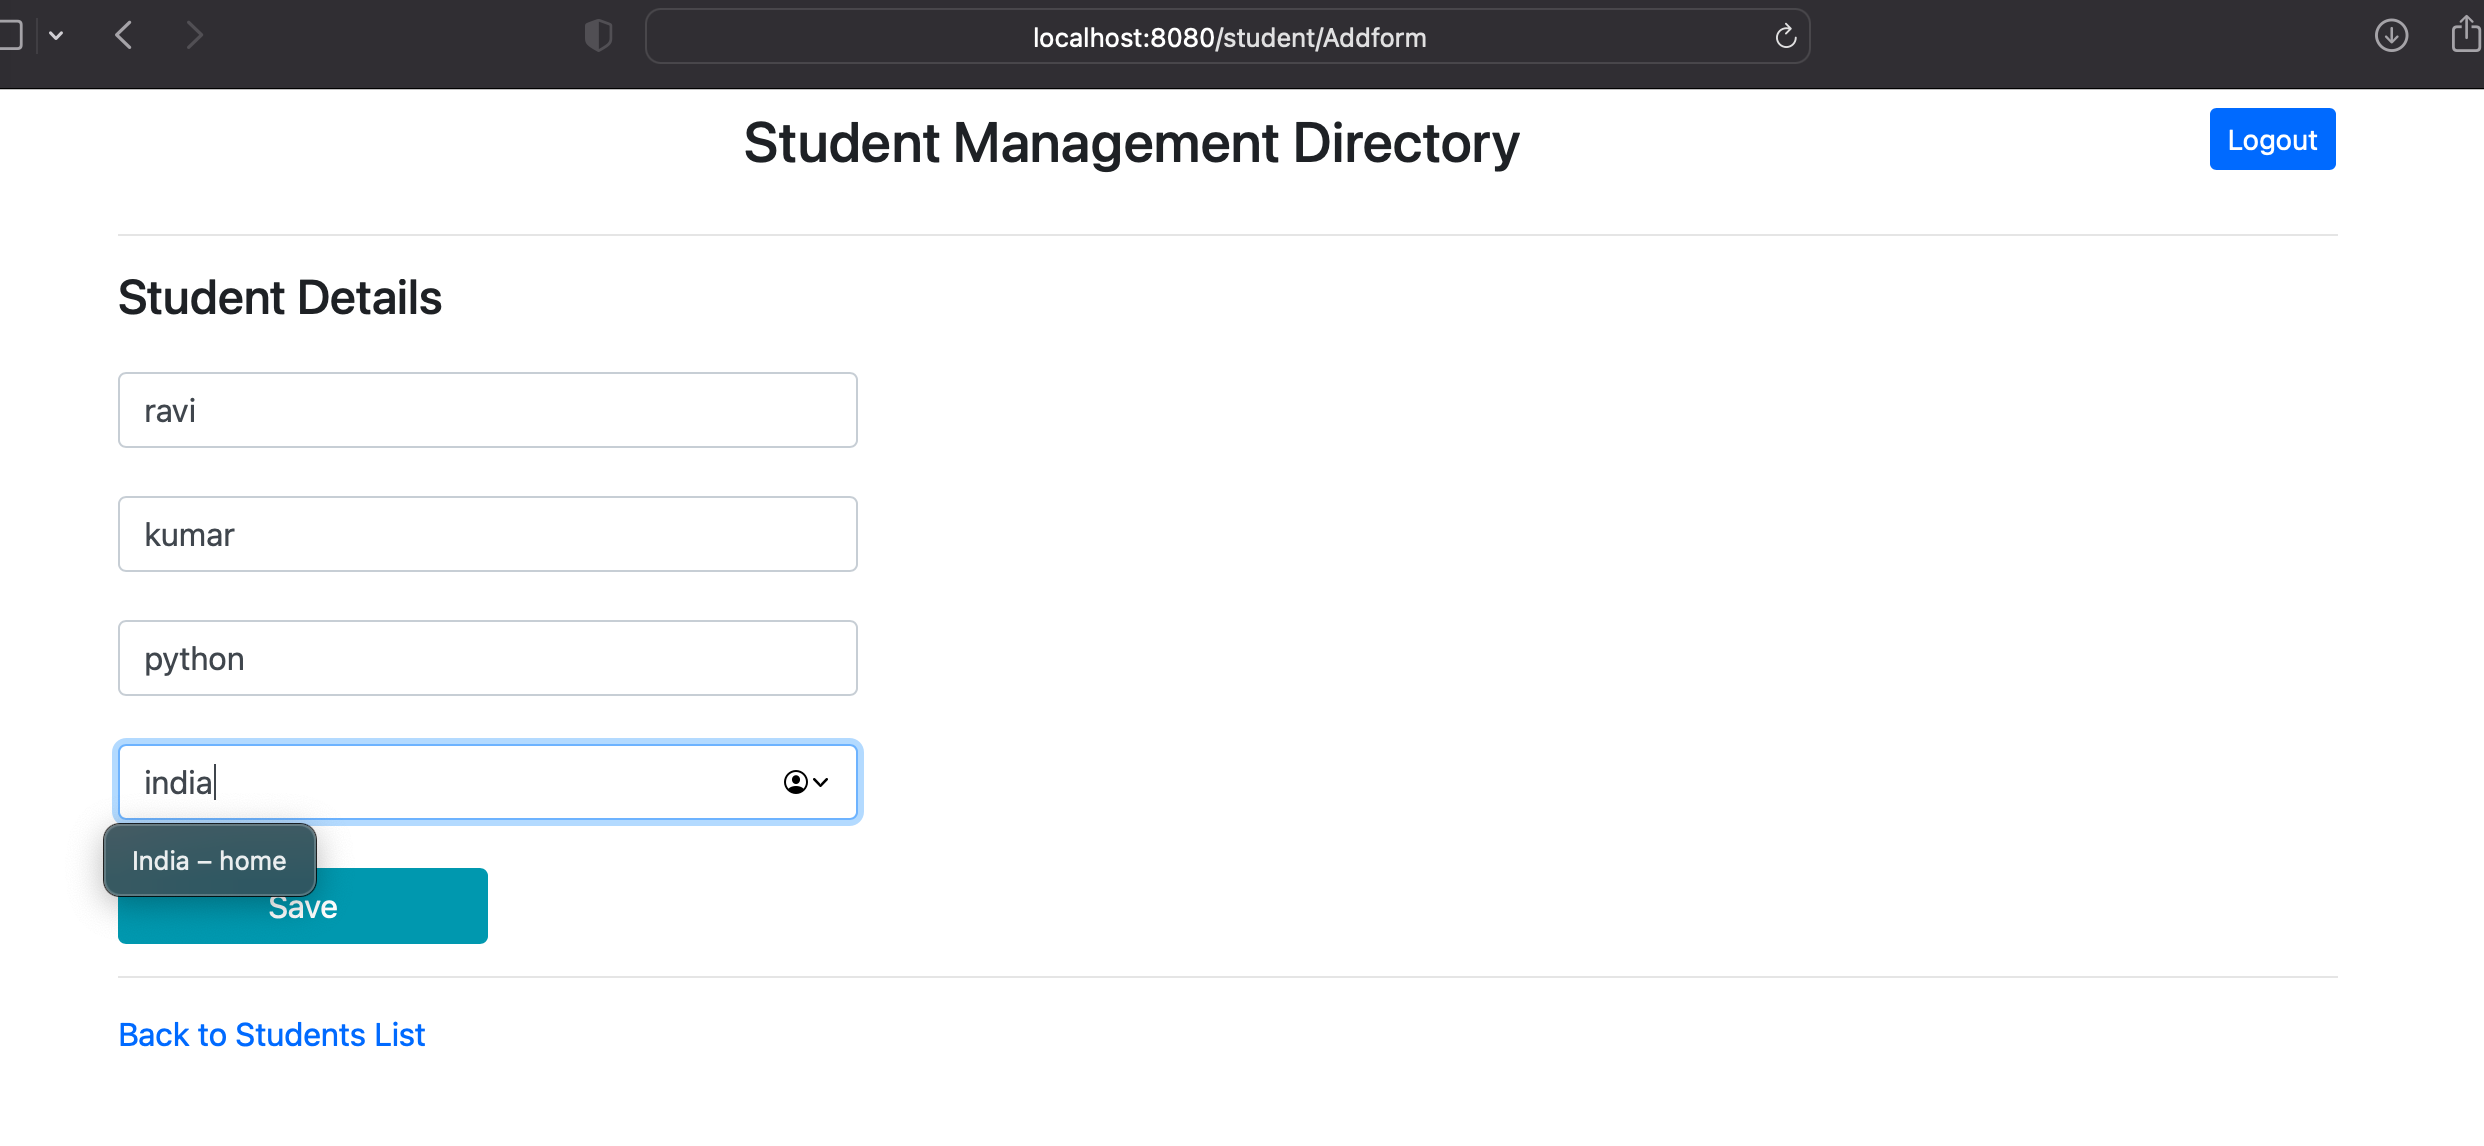 localhost:8080/student/Addform
Student Management Directory
Logout
Student Details
ravi
kumar
python
india
India – home
Save
Back to Students List